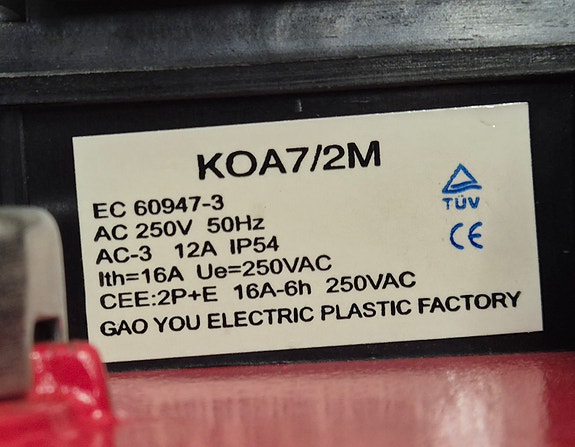 KOA7/2M
EC 60947-3
AC 250V 50Hz
AC-3 12A IP54
Ith=16A Ue=250VAC
CEE:2P+E 16A-6h 250VAC
GAO YOU ELECTRIC PLASTIC FACTORY
TÜV
CE